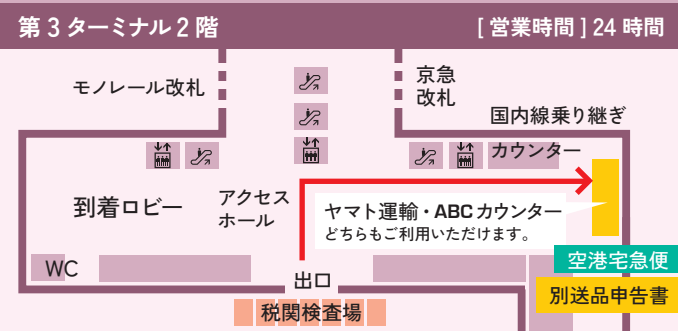 第3ターミナル2階
[営業時間]24時間
モノレール改札
京急
改札
国内線乗り継ぎ
カウンター
到着ロビー
アクセス
ホール
ヤマト運輸・ABCカウンター
どちらもご利用いただけます。
WC
出口
空港宅急便
別送品申告書
税関検査場